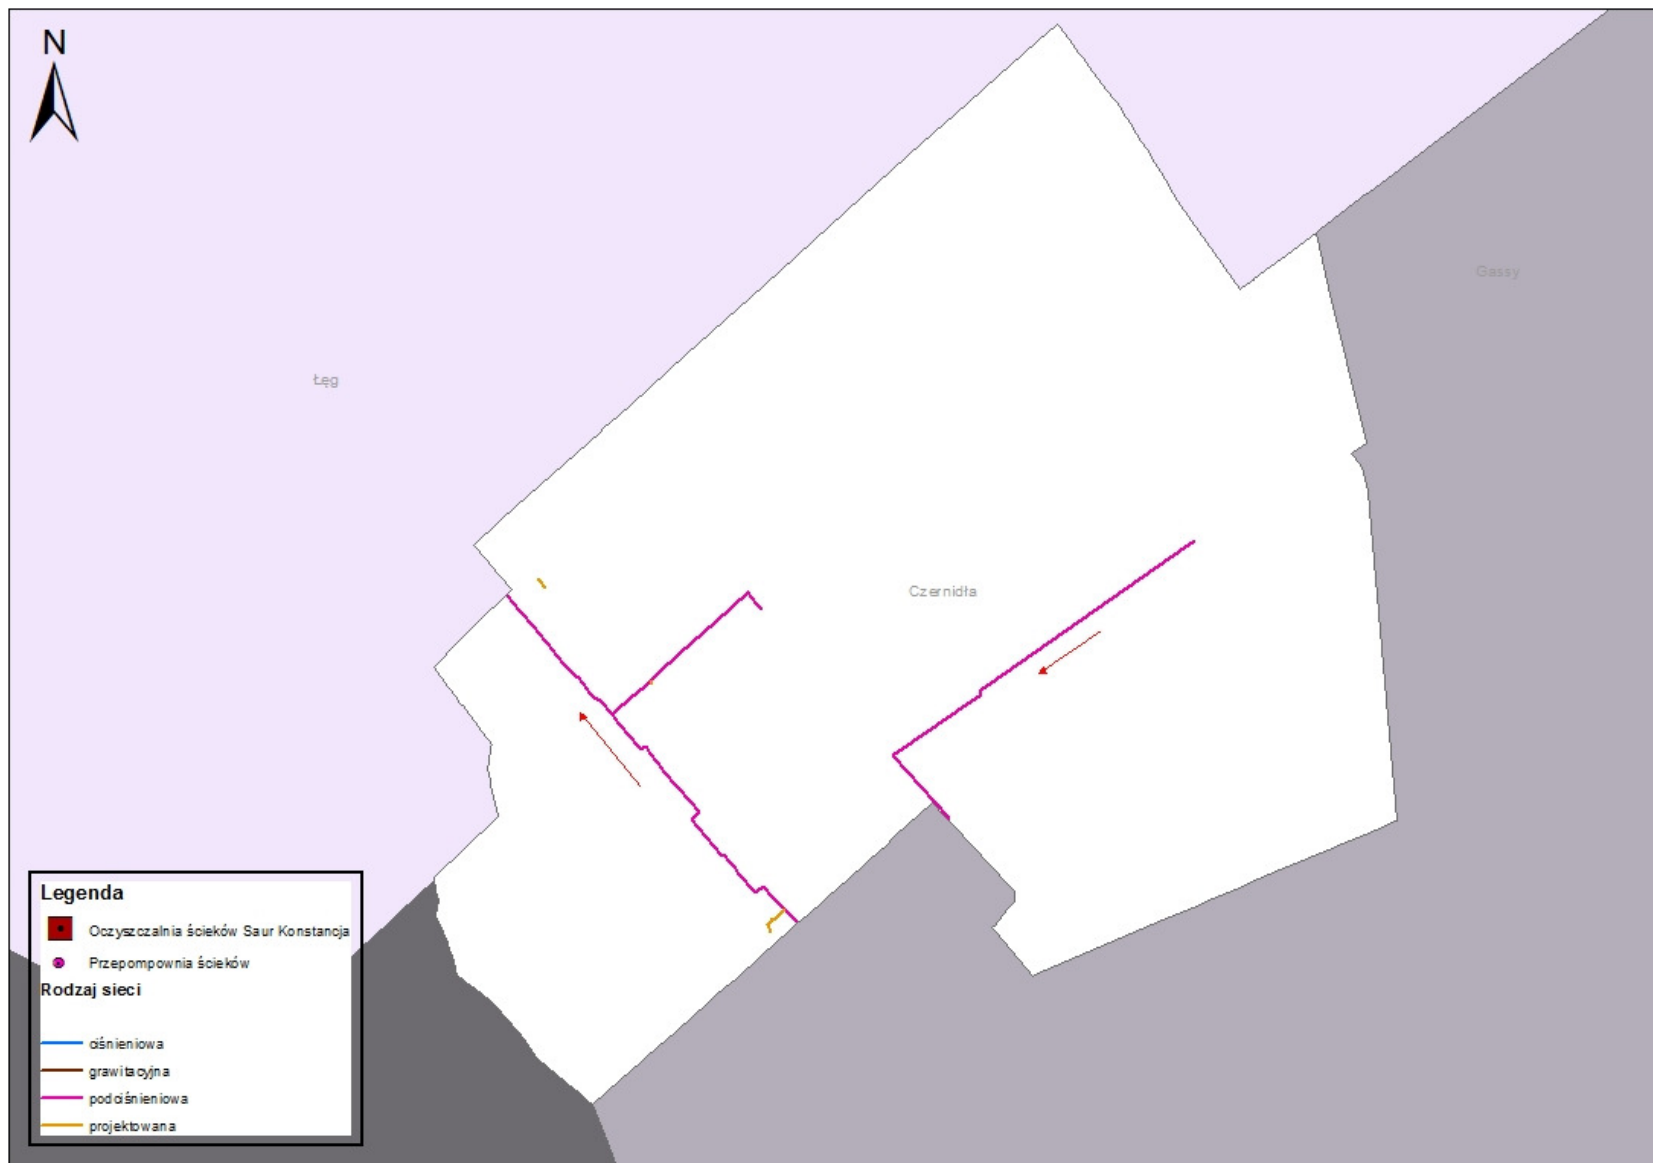 N
Gassy
Łęg
Czernidła
Legenda
Oczyszczalnia ścieków Saur Konstancja
Przepompownia ścieków
Rodzaj sieci
ciśnieniowa
grawitacyjna
podciśnieniowa
projektowana